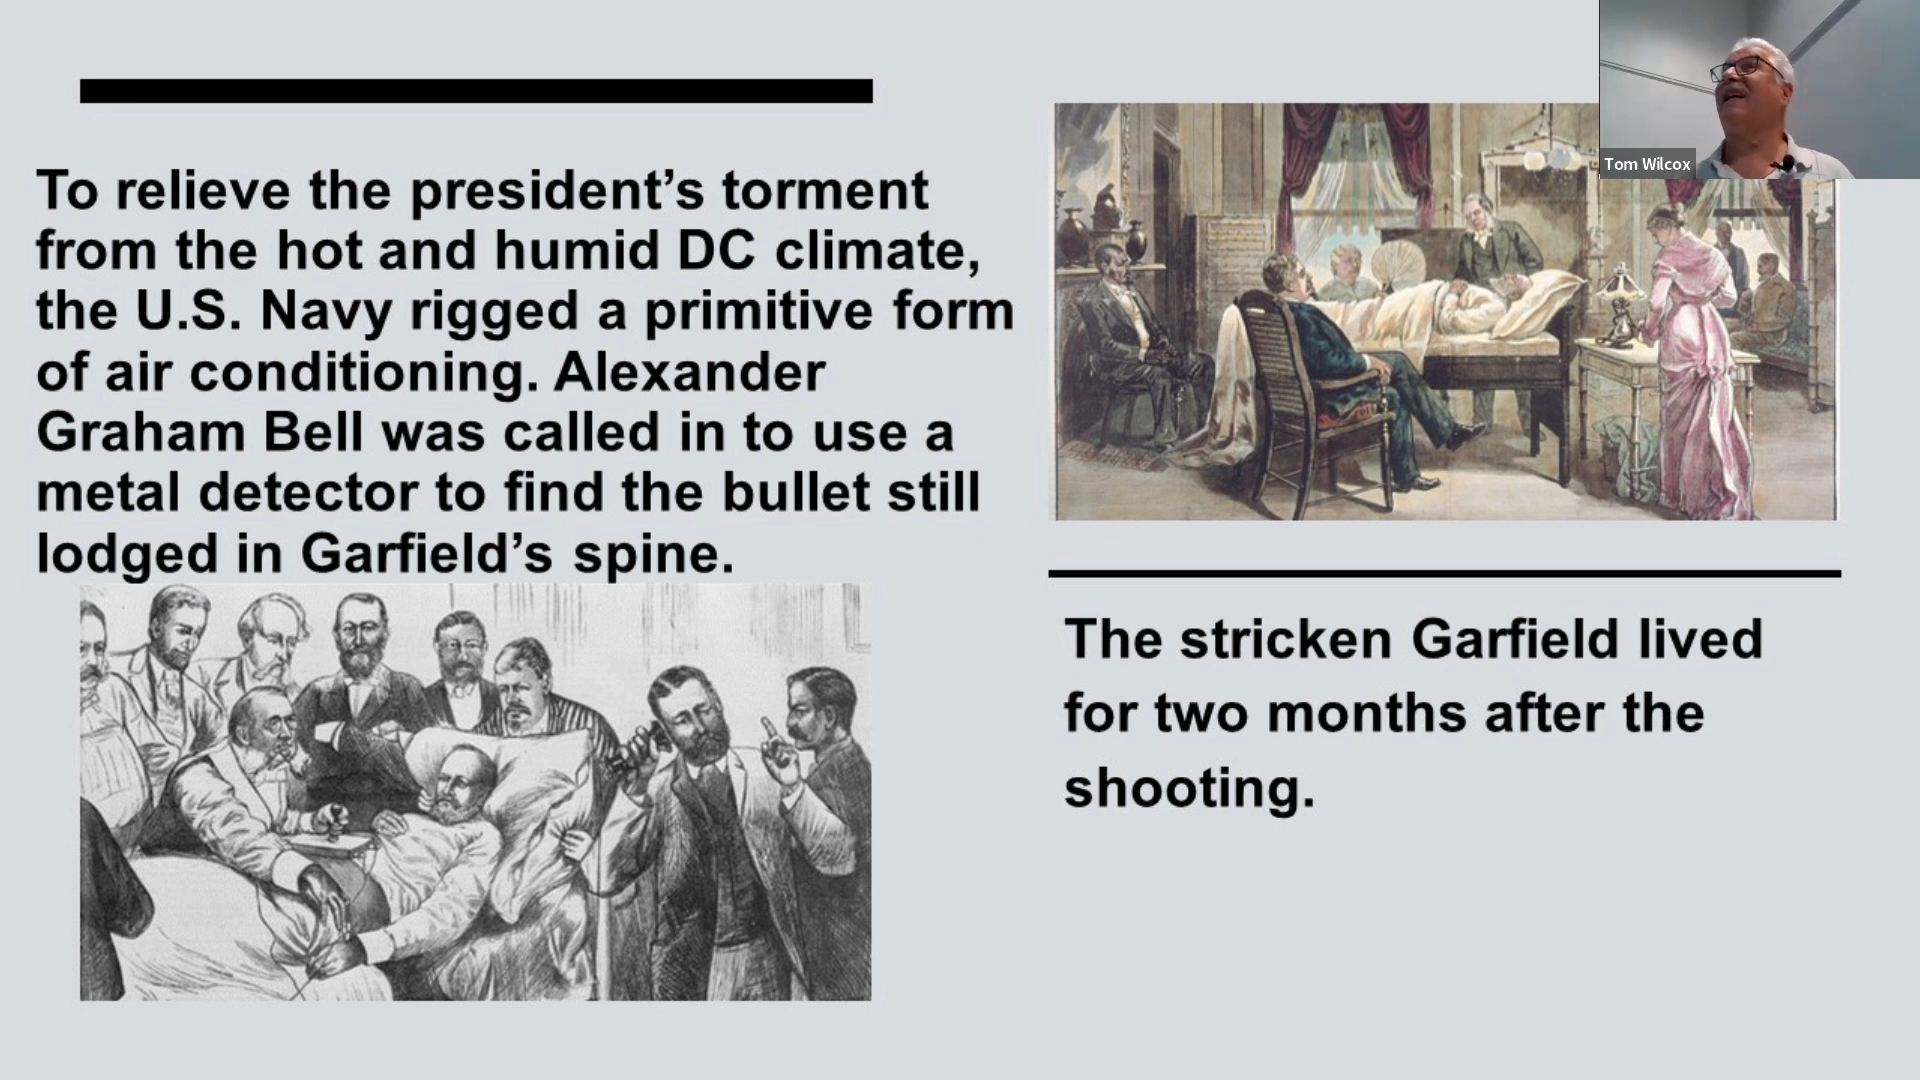 To relieve the president’s torment
from the hot and humid DC climate,
the U.S. Navy rigged a primitive form
of air conditioning. Alexander
Graham Bell was called in to use a
metal detector to find the bullet still
lodged in Garfield’s spine.
Tom Wilcox
The stricken Garfield lived
for two months after the
shooting.